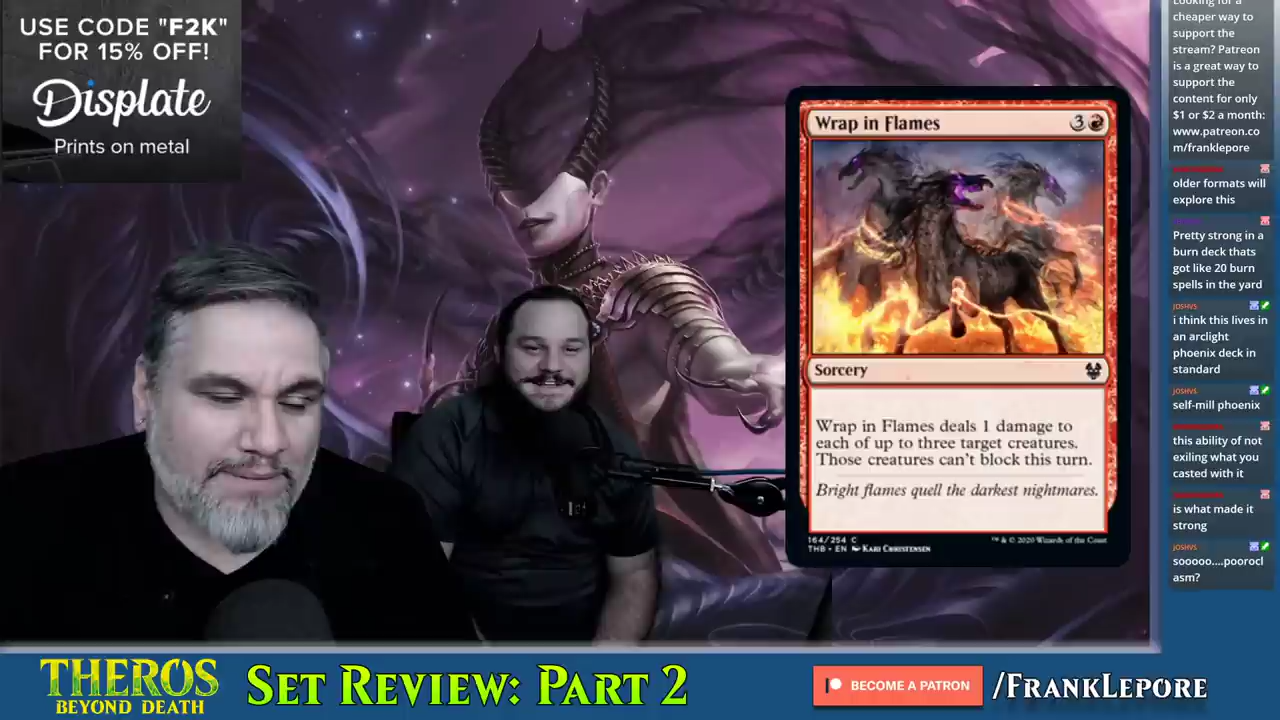 USE CODE "F2K"
FOR 15% OFF!
Displate
Prints on metal
Wrap in Flames
3
Sorcery
Wrap in Flames deals 1 damage to
each of up to three target creatures.
Those creatures can't block this turn.
Bright flames quell the darkest nightmares.
164/254 C
THB • EN Kari Christensen
™ & © 2020 Wizards of the Coast
Looking for a
cheaper way to
support the
stream? Patreon
is a great way to
support the
content for only
$1 or $2 a month:
www.patreon.co
m/franklepore
older formats will
explore this
Pretty strong in a
burn deck thats
got like 20 burn
spells in the yard
JOSHVS
i think this lives in
an arclight
phoenix deck in
standard
JOSHVS
self-mill phoenix
this ability of not
exiling what you
casted with it
is what made it
strong
JOSHVS
sooooo....poorocl
asm?
THEROS
BEYOND DEATH
SET REVIEW: PART 2
BECOME A PATRON
/FRANKLEPORE